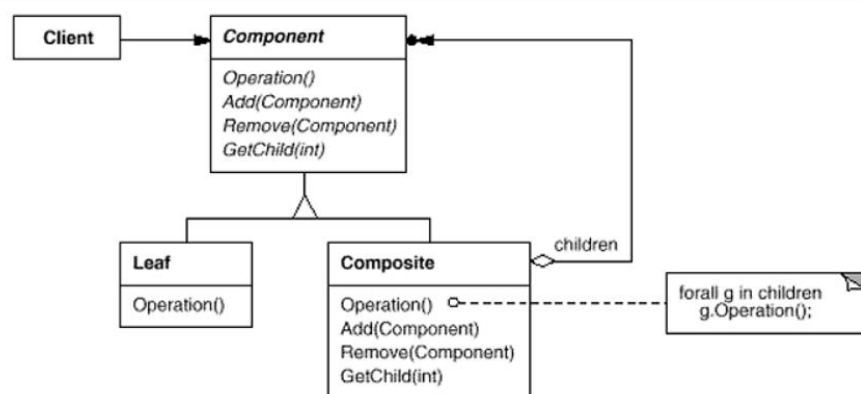 Client
Component
Operation()
Add(Component)
Remove(Component)
GetChild(int)
Leaf
Operation()
Composite
Operation()
Add(Component)
Remove(Component)
GetChild(int)
children
forall g in children
g.Operation();